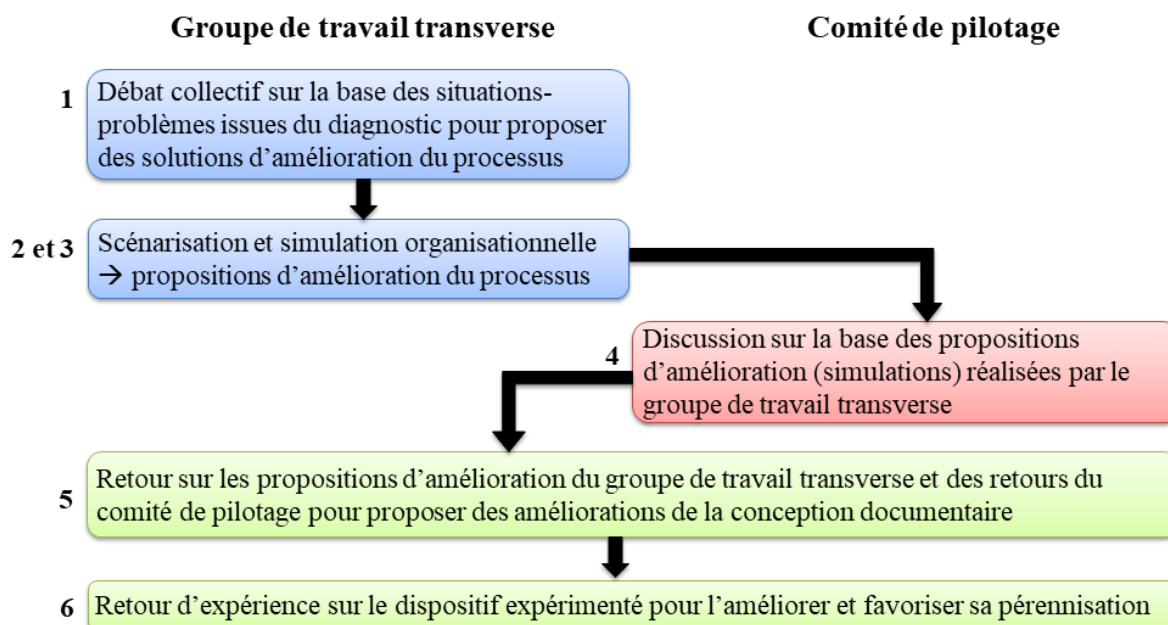 Groupe de travail transverse
Comité de pilotage
1
Débat collectif sur la base des situations-
problèmes issues du diagnostic pour proposer
des solutions d’amélioration du processus
2 et 3
Scénarisation et simulation organisationnelle
→ propositions d’amélioration du processus
4
Discussion sur la base des propositions
d’amélioration (simulations) réalisées par le
groupe de travail transverse
5
Retour sur les propositions d’amélioration du groupe de travail transverse et des retours du
comité de pilotage pour proposer des améliorations de la conception documentaire
6
Retour d’expérience sur le dispositif expérimenté pour l’améliorer et favoriser sa pérennisation